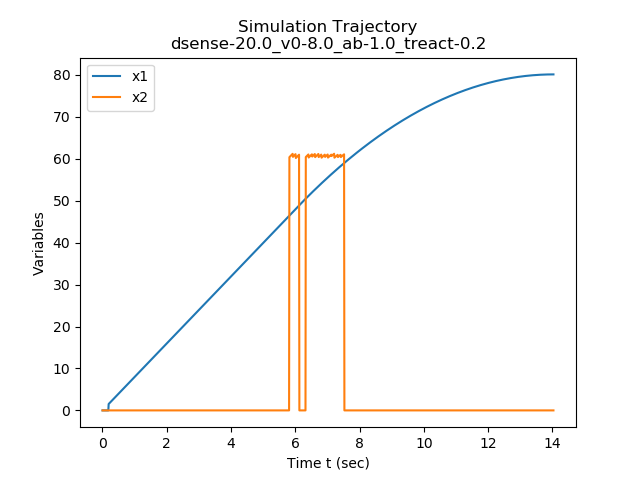 Simulation Trajectory
dsense-20.0_v0-8.0_ab-1.0_treact-0.2
x1
x2
80
70
60
50
40
30
20
10
0
Variables
0 2 4 6 8 10 12 14
Time t (sec)